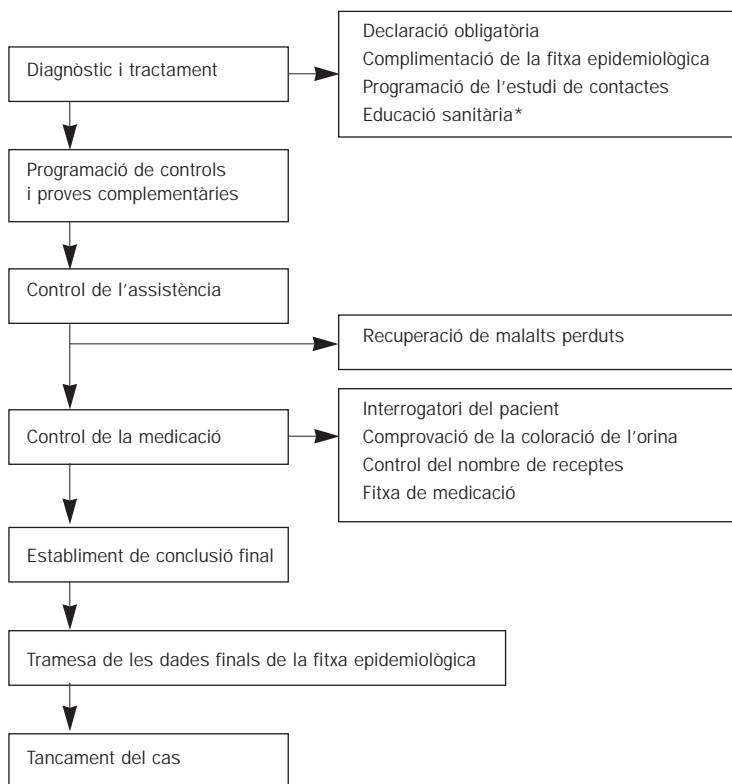 Diagnòstic i tractament
Declaració obligatòria
Complimentació de la fitxa epidemiològica
Programació de l'estudi de contactes
Educació sanitària*
Programació de controls
i proves complementàries
Control de l'assistència
Recuperació de malalts perduts
Control de la medicació
Interrogatori del pacient
Comprovació de la coloració de l'orina
Control del nombre de receptes
Fitxa de medicació
Establiment de conclusió final
Tramesa de les dades finals de la fitxa epidemiològica
Tancament del cas